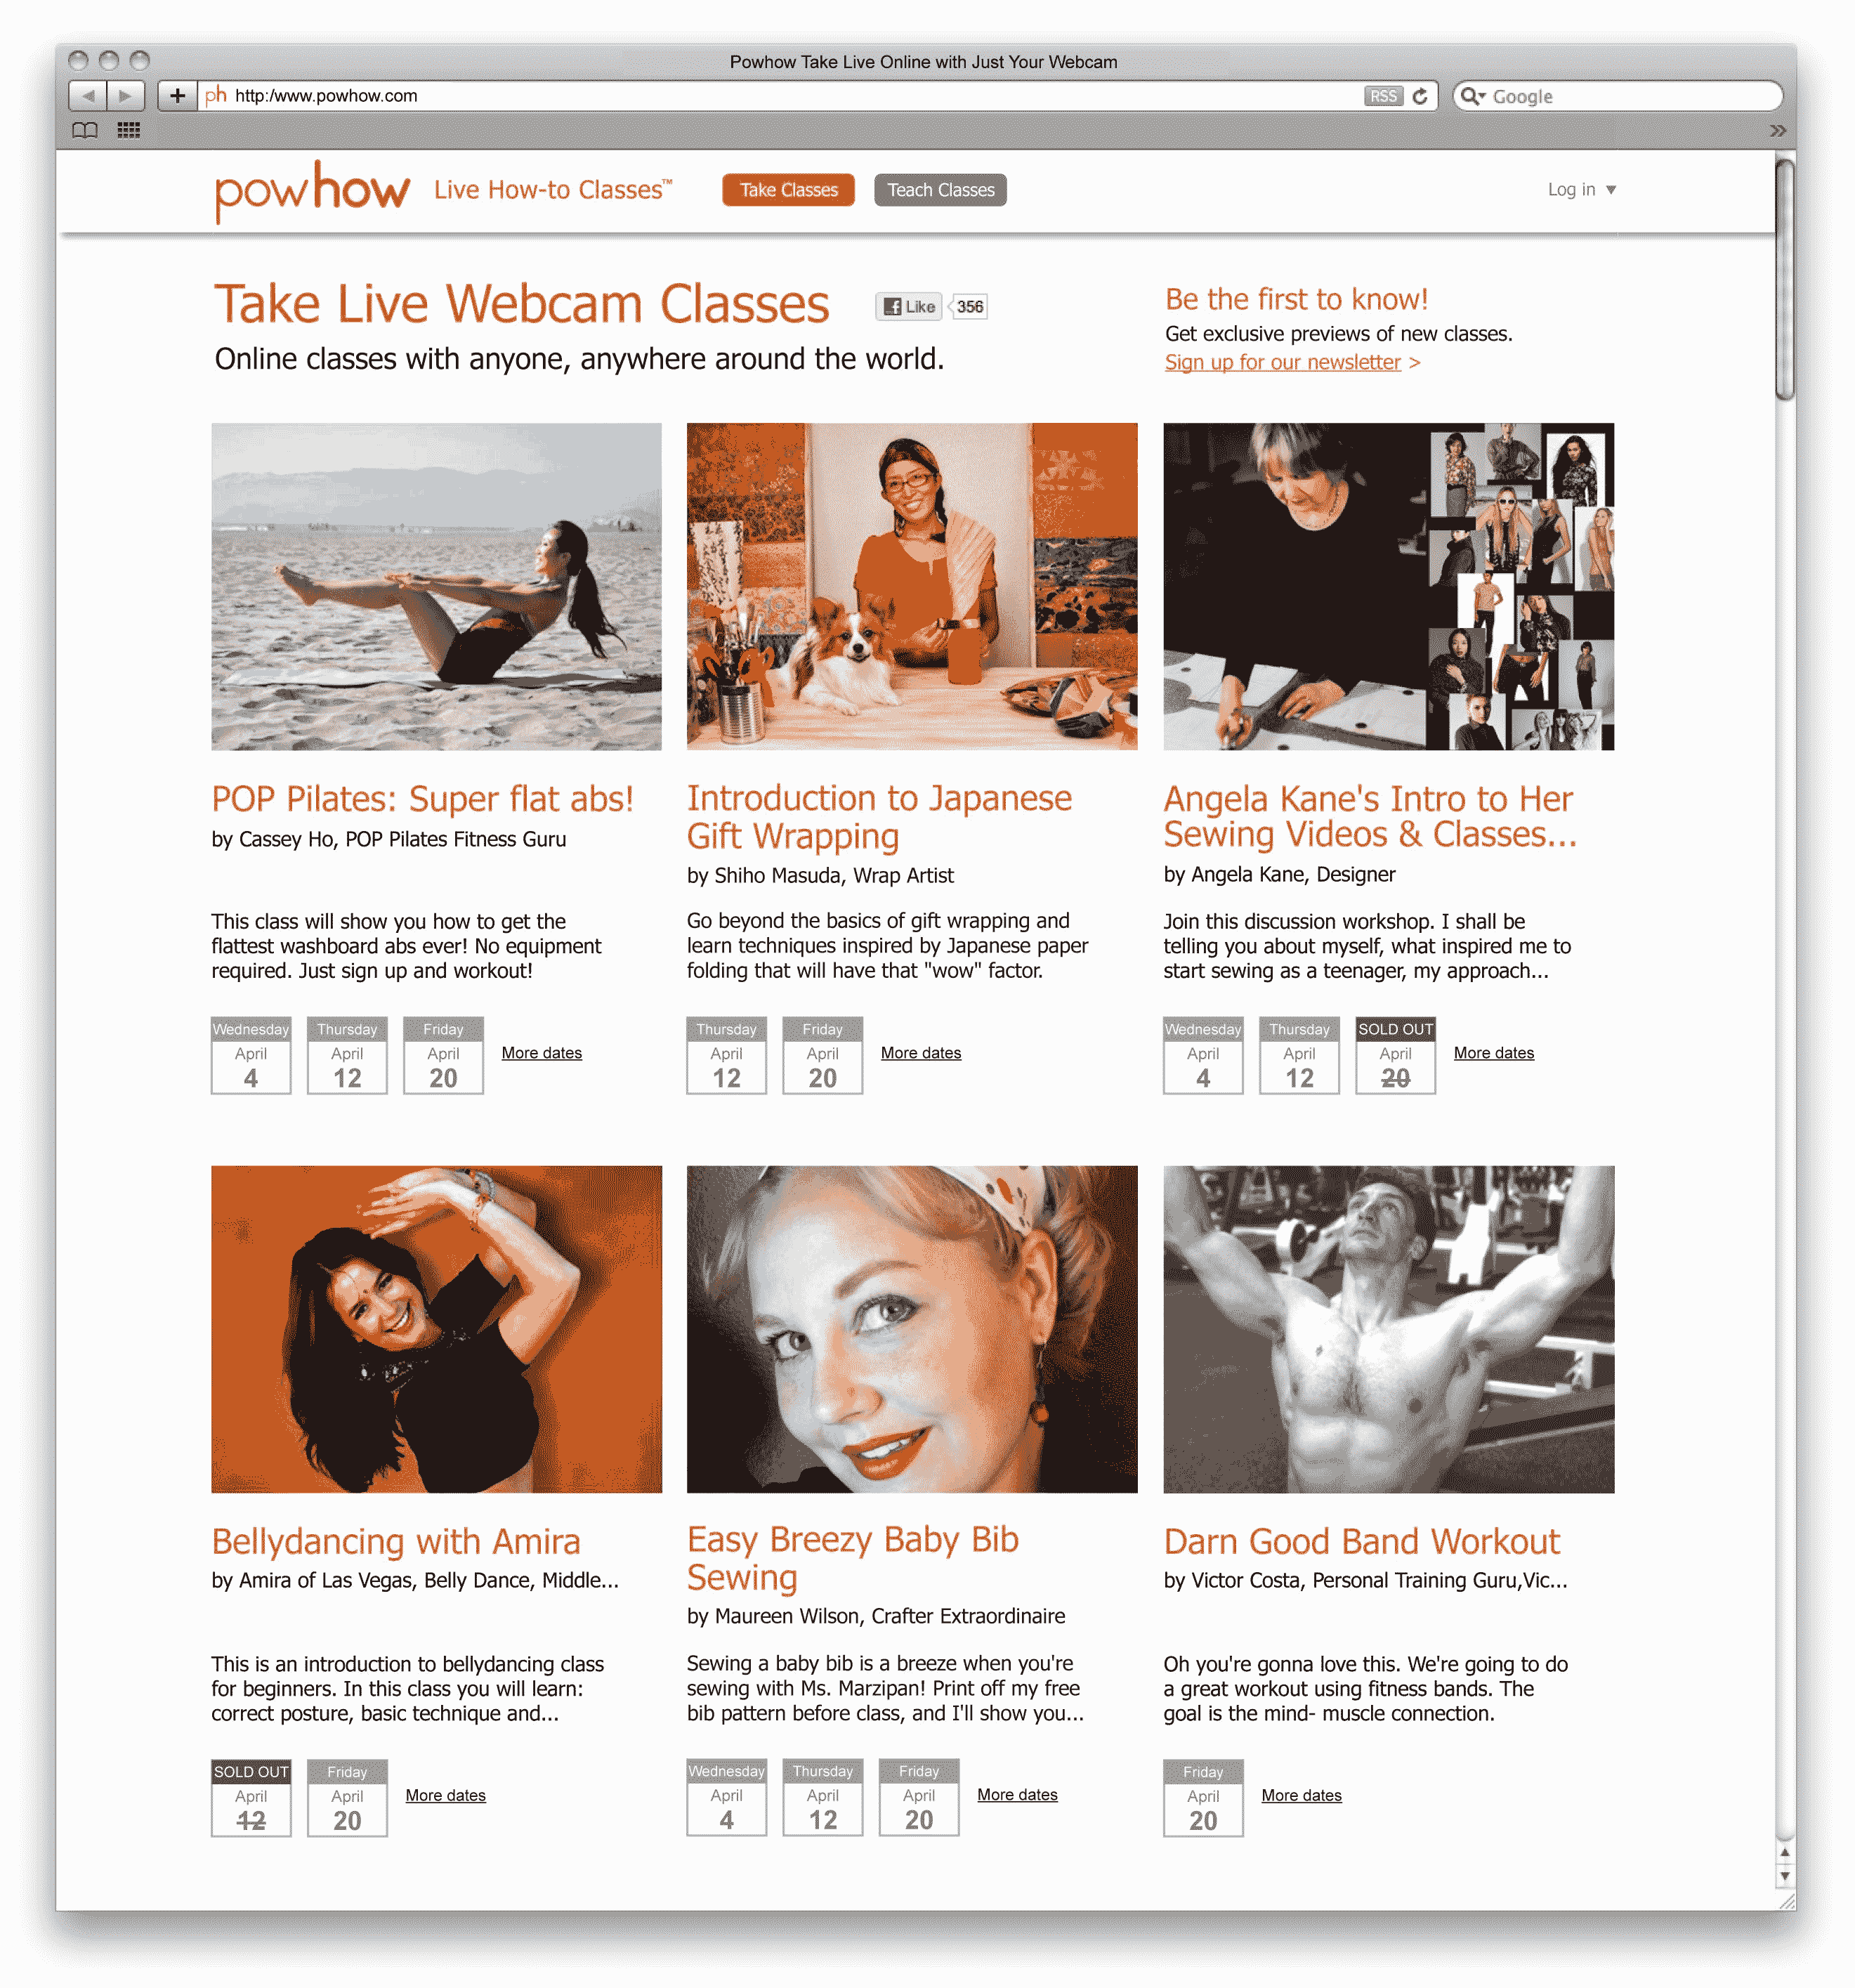 Powhow Take Live Online with Just Your Webcam
ph http:/www.powhow.com RSS Google
powhow Live How-to Classes™ Take Classes Teach Classes Log in
Take Live Webcam Classes
Like 356
Online classes with anyone, anywhere around the world.
Be the first to know!
Get exclusive previews of new classes.
Sign up for our newsletter >
POP Pilates: Super flat abs!
by Cassey Ho, POP Pilates Fitness Guru
This class will show you how to get the
flattest washboard abs ever! No equipment
required. Just sign up and workout!
Wednesday Thursday Friday
April April April More dates
4 12 20
Introduction to Japanese
Gift Wrapping
by Shiho Masuda, Wrap Artist
Go beyond the basics of gift wrapping and
learn techniques inspired by Japanese paper
folding that will have that "wow" factor.
Thursday Friday
April April More dates
12 20
Angela Kane's Intro to Her
Sewing Videos & Classes...
by Angela Kane, Designer
Join this discussion workshop. I shall be
telling you about myself, what inspired me to
start sewing as a teenager, my approach...
Wednesday Thursday SOLD OUT
April April April More dates
4 12 20
Bellydancing with Amira
by Amira of Las Vegas, Belly Dance, Middle...
This is an introduction to bellydancing class
for beginners. In this class you will learn:
correct posture, basic technique and...
SOLD OUT Friday
April April More dates
12 20
Easy Breezy Baby Bib
Sewing
by Maureen Wilson, Crafter Extraordinaire
Sewing a baby bib is a breeze when you're
sewing with Ms. Marzipan! Print off my free
bib pattern before class, and I'll show you...
Wednesday Thursday Friday
April April April More dates
4 12 20
Darn Good Band Workout
by Victor Costa, Personal Training Guru,Vic...
Oh you're gonna love this. We're going to do
a great workout using fitness bands. The
goal is the mind- muscle connection.
Friday
April More dates
20